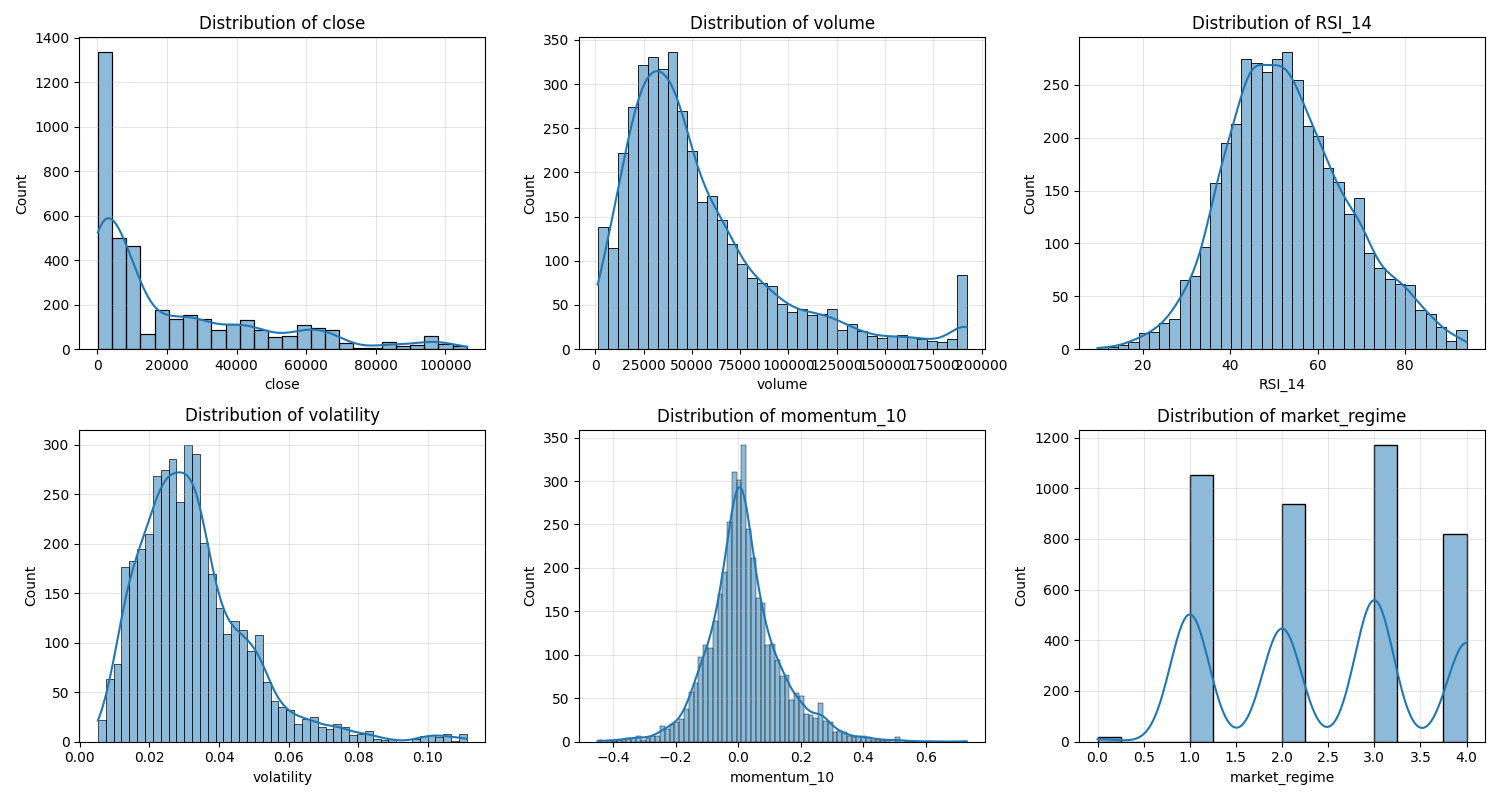 Distribution of close
Count
1400
1200
1000
800
600
400
200
0
0 20000 40000 60000 80000 100000
close
Distribution of volume
Count
350
300
250
200
150
100
50
0
0 25000 50000 75000 100000 125000 150000 175000 200000
volume
Distribution of RSI_14
Count
250
200
150
100
50
0
20 40 60 80
RSI_14
Distribution of volatility
Count
300
250
200
150
100
50
0
0.00 0.02 0.04 0.06 0.08 0.10
volatility
Distribution of momentum_10
Count
350
300
250
200
150
100
50
0
−0.4 −0.2 0.0 0.2 0.4 0.6
momentum_10
Distribution of market_regime
Count
1200
1000
800
600
400
200
0
0.0 0.5 1.0 1.5 2.0 2.5 3.0 3.5 4.0
market_regime